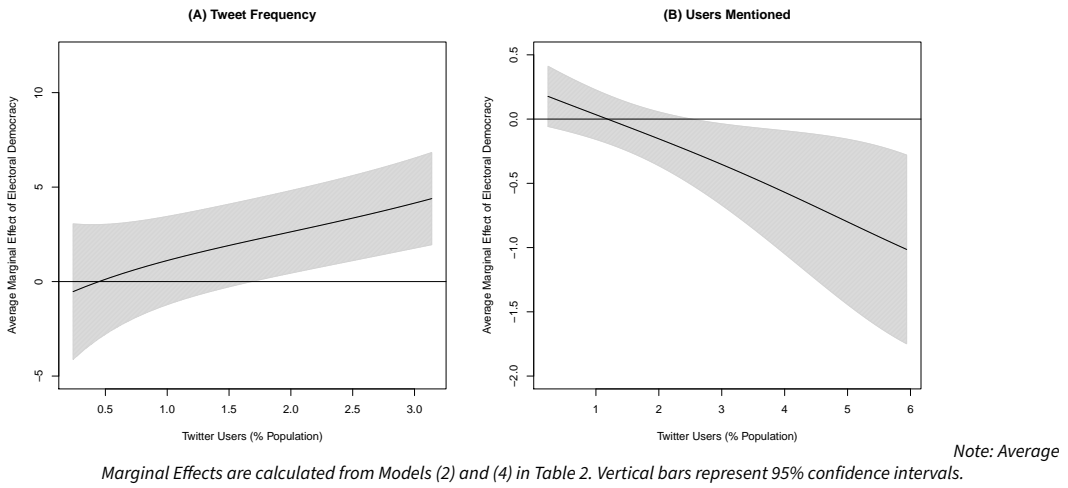 (A) Tweet Frequency
Average Marginal Effect of Electoral Democracy
10
5
0
−5
0.5 1.0 1.5 2.0 2.5 3.0
Twitter Users (% Population)
(B) Users Mentioned
Average Marginal Effect of Electoral Democracy
0.5
0.0
−0.5
−1.0
−1.5
−2.0
1 2 3 4 5 6
Twitter Users (% Population)
Note: Average
Marginal Effects are calculated from Models (2) and (4) in Table 2. Vertical bars represent 95% confidence intervals.